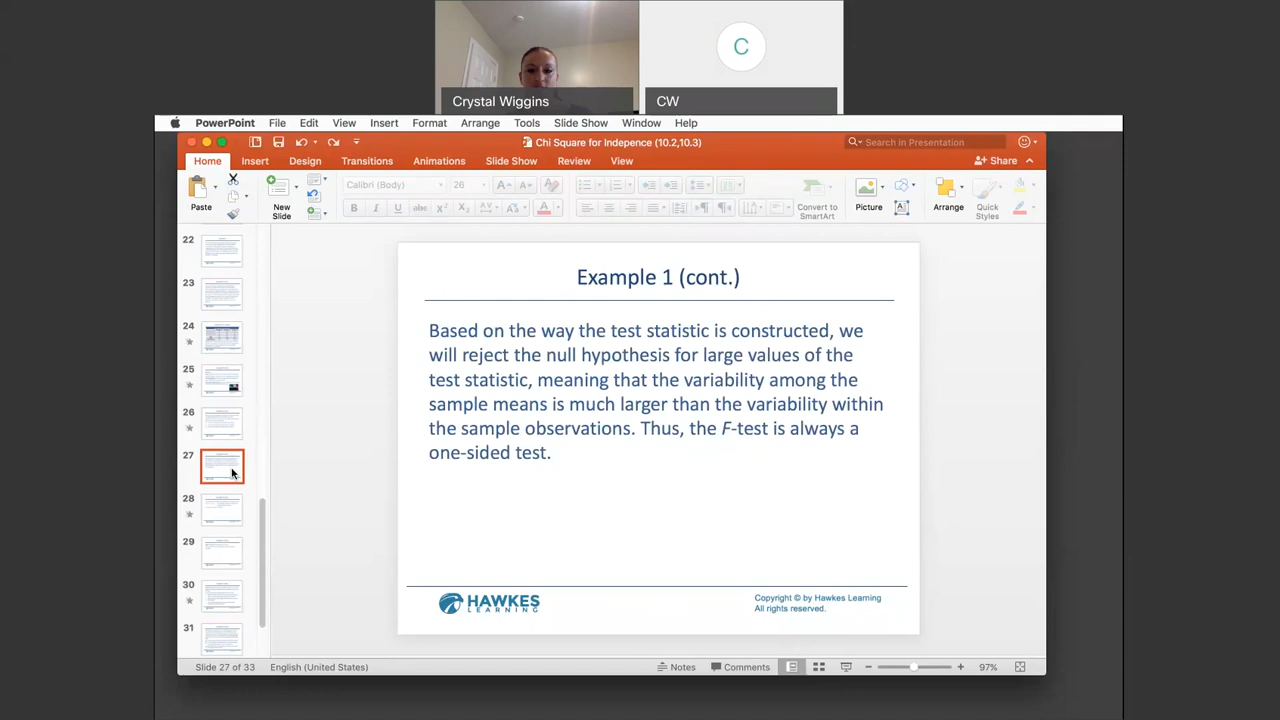 C
Crystal Wiggins
CW
PowerPoint File Edit View Insert Format Arrange Tools Slide Show Window Help
Chi Square for Indepence (10.2,10.3)
Search in Presentation
Home Insert Design Transitions Animations Slide Show Review View
Share
Paste
New
Slide
Calibri (Body)
26
Convert to
SmartArt
Picture
Arrange
Quick
Styles
22
23
24
25
26
27
28
29
30
31
Example 1 (cont.)
Based on the way the test statistic is constructed, we
will reject the null hypothesis for large values of the
test statistic, meaning that the variability among the
sample means is much larger than the variability within
the sample observations. Thus, the F-test is always a
one-sided test.
HAWKES
LEARNING
Copyright © by Hawkes Learning
All rights reserved.
Slide 27 of 33 English (United States) Notes Comments 97%